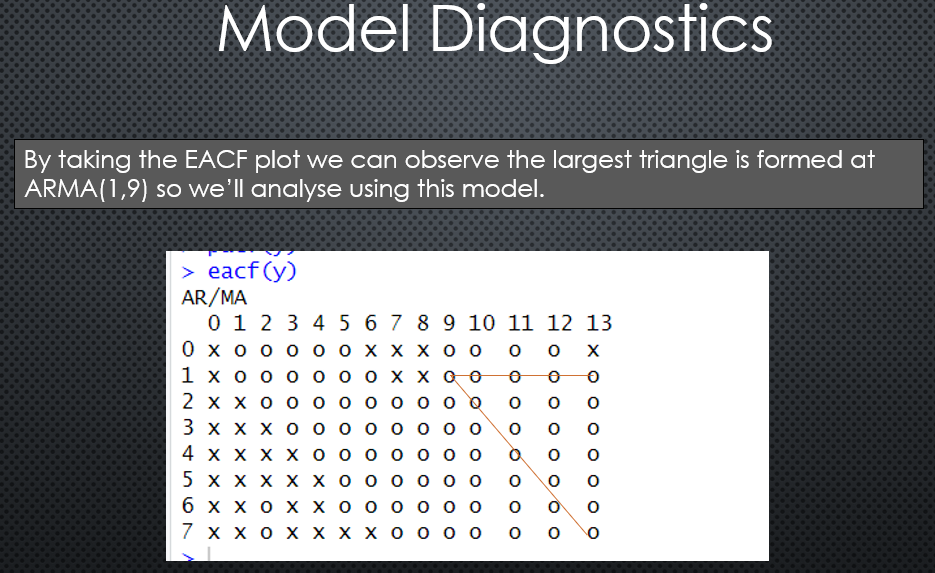 Model Diagnostics
By taking the EACF plot we can observe the largest triangle is formed at
ARMA(1,9) so we’ll analyse using this model.
> eacf(y)
AR/MA
0 1 2 3 4 5 6 7 8 9 10 11 12 13
0 x o o o o o x x x o o o o x
1 x o o o o o o x x o o o o o
2 x x o o o o o o o o o o o o
3 x x x o o o o o o o o o o o
4 x x x x o o o o o o o o o o
5 x x x x x o o o o o o o o o
6 x x o x x o o o o o o o o o
7 x x o x x x x o o o o o o o
>